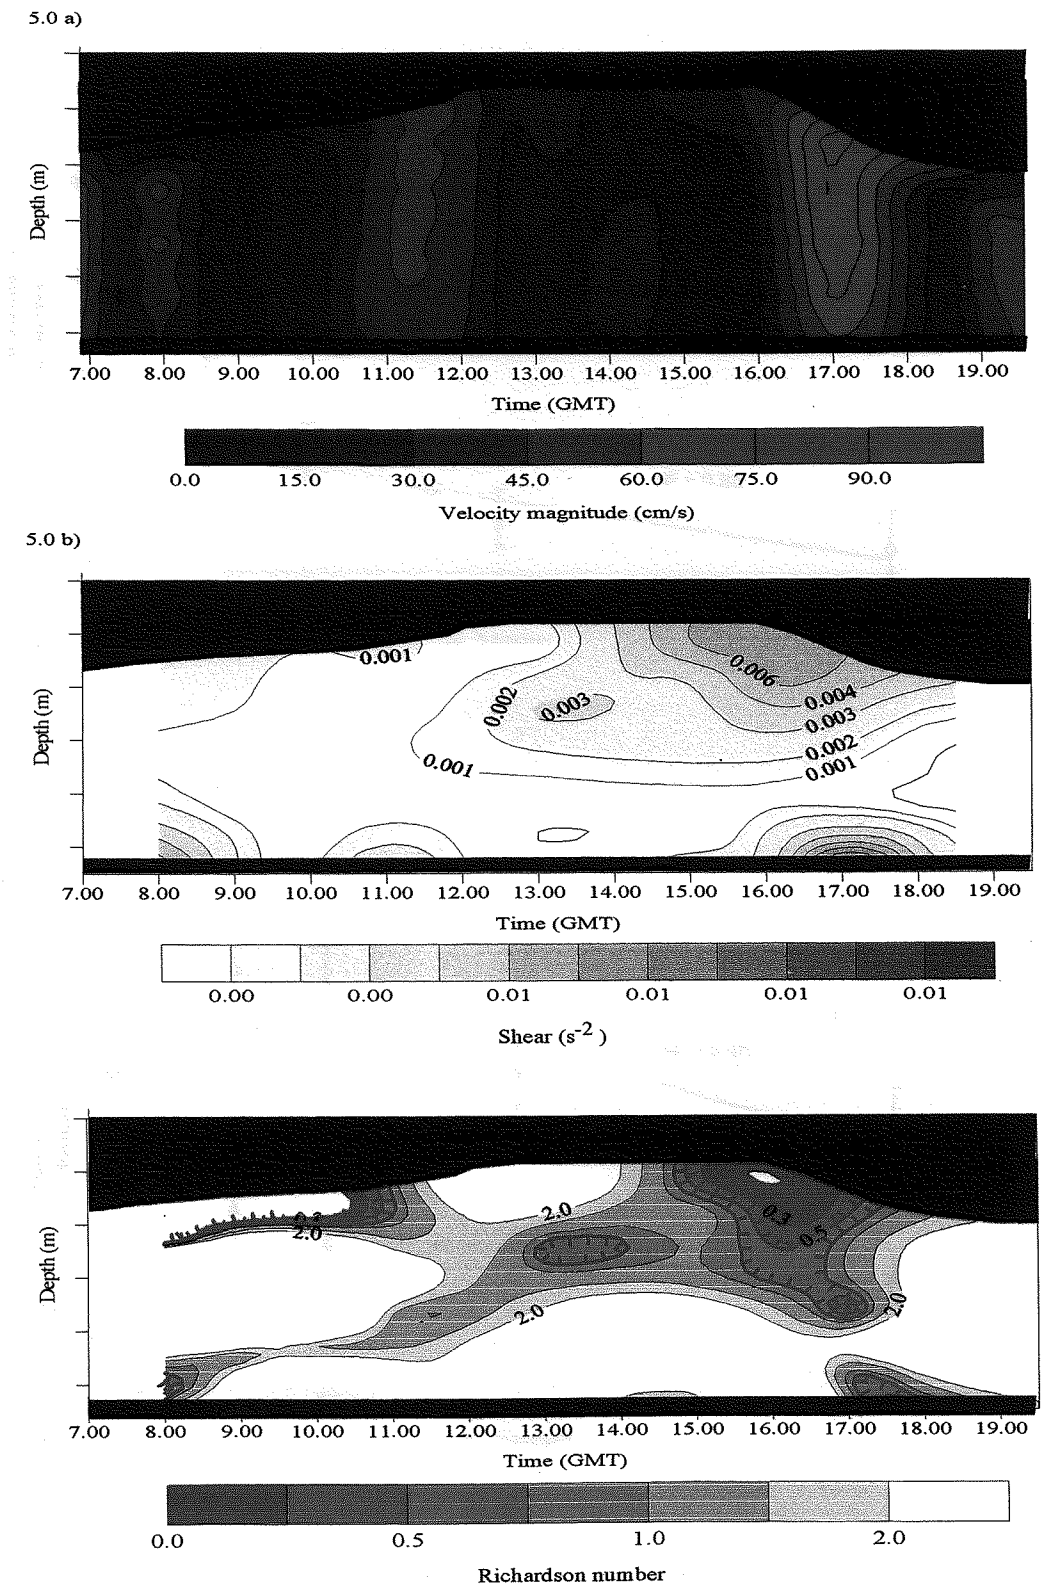 5.0 a)
Depth (m)
7.00 8.00 9.00 10.00 11.00 12.00 13.00 14.00 15.00 16.00 17.00 18.00 19.00
Time (GMT)
0.0 15.0 30.0 45.0 60.0 75.0 90.0
Velocity magnitude (cm/s)
5.0 b)
0.001
0.006
0.002
0.003
0.004
0.003
0.002
0.001
0.001
Depth (m)
7.00 8.00 9.00 10.00 11.00 12.00 13.00 14.00 15.00 16.00 17.00 18.00 19.00
Time (GMT)
0.00 0.00 0.01 0.01 0.01 0.01
Shear (s-2 )
2.0
2.0
0.3
0.5
2.0
2.0
Depth (m)
7.00 8.00 9.00 10.00 11.00 12.00 13.00 14.00 15.00 16.00 17.00 18.00 19.00
Time (GMT)
0.0 0.5 1.0 2.0
Richardson number